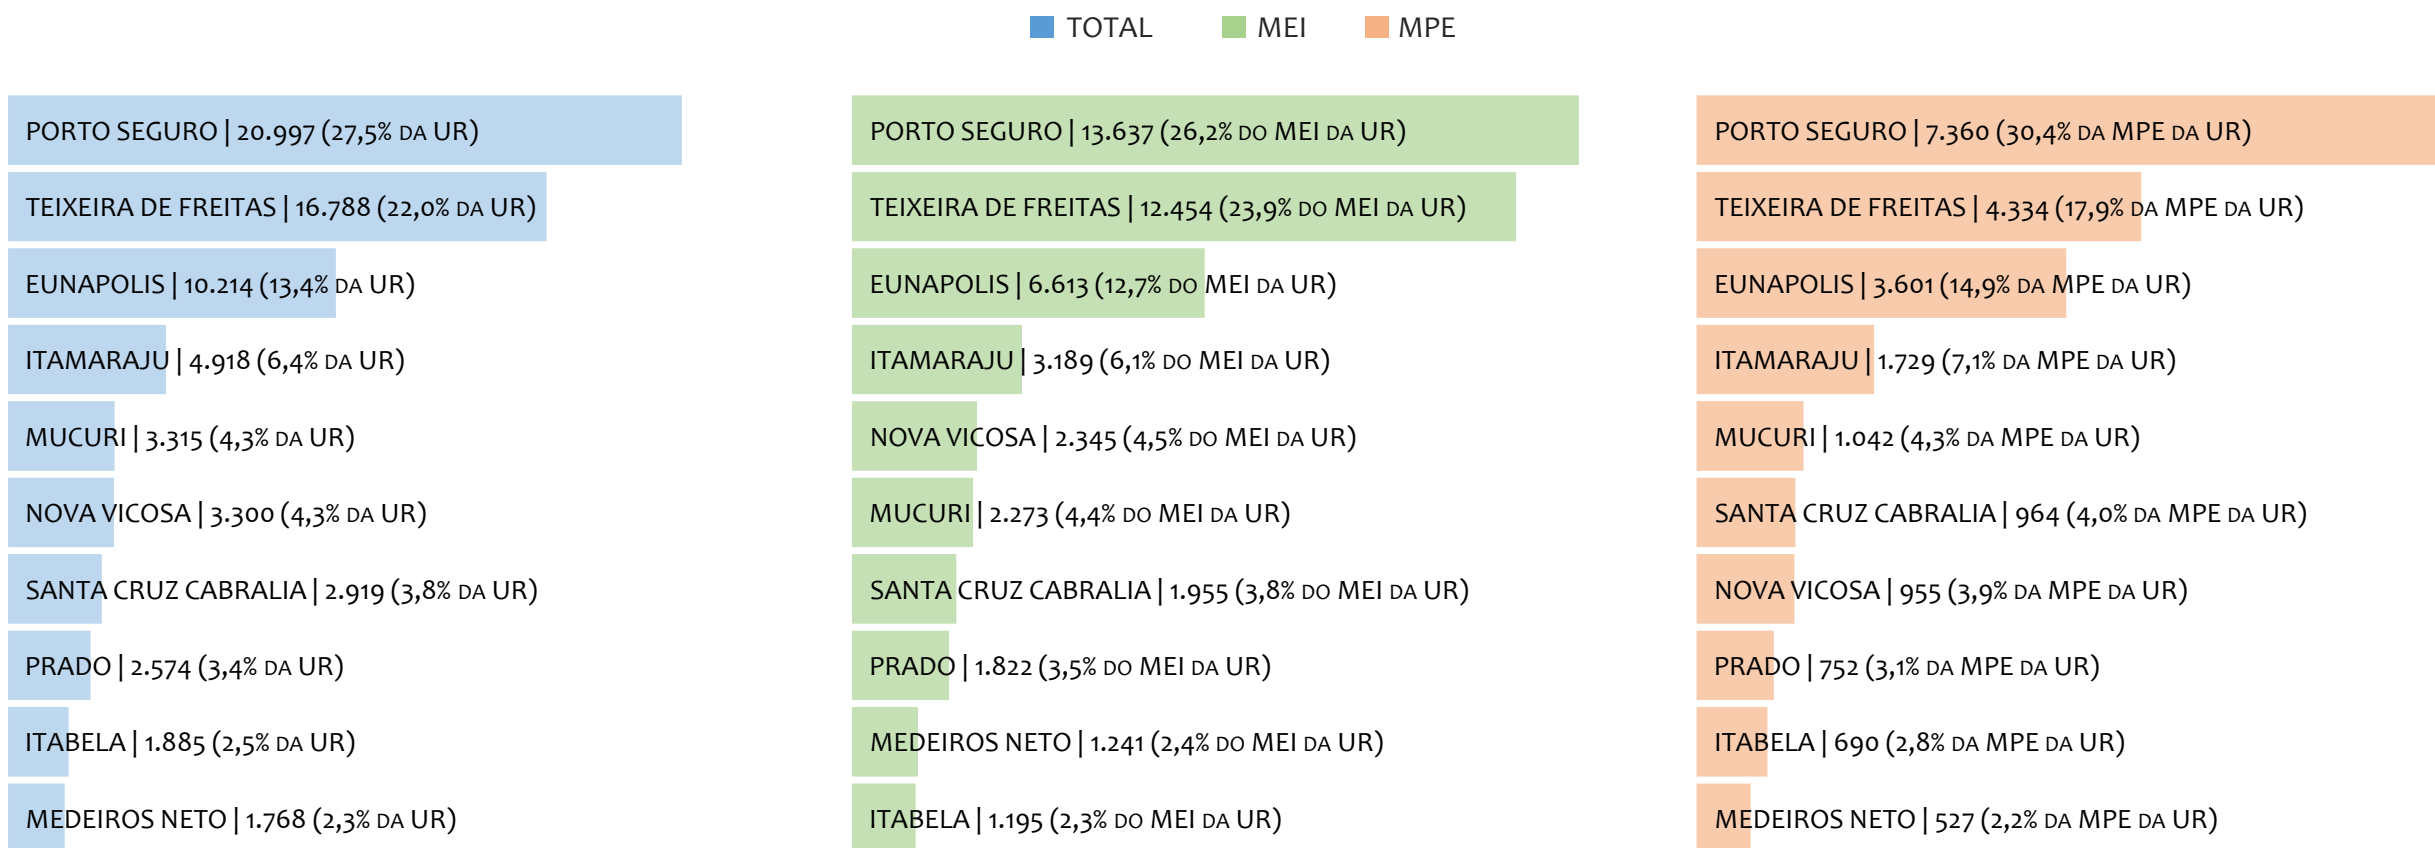 TOTAL
MEI
MPE
PORTO SEGURO | 20.997 (27,5% DA UR)
TEIXEIRA DE FREITAS | 16.788 (22,0% DA UR)
EUNAPOLIS | 10.214 (13,4% DA UR)
ITAMARAJU | 4.918 (6,4% DA UR)
MUCURI | 3.315 (4,3% DA UR)
NOVA VICOSA | 3.300 (4,3% DA UR)
SANTA CRUZ CABRALIA | 2.919 (3,8% DA UR)
PRADO | 2.574 (3,4% DA UR)
ITABELA | 1.885 (2,5% DA UR)
MEDEIROS NETO | 1.768 (2,3% DA UR)
PORTO SEGURO | 13.637 (26,2% DO MEI DA UR)
TEIXEIRA DE FREITAS | 12.454 (23,9% DO MEI DA UR)
EUNAPOLIS | 6.613 (12,7% DO MEI DA UR)
ITAMARAJU | 3.189 (6,1% DO MEI DA UR)
NOVA VICOSA | 2.345 (4,5% DO MEI DA UR)
MUCURI | 2.273 (4,4% DO MEI DA UR)
SANTA CRUZ CABRALIA | 1.955 (3,8% DO MEI DA UR)
PRADO | 1.822 (3,5% DO MEI DA UR)
MEDEIROS NETO | 1.241 (2,4% DO MEI DA UR)
ITABELA | 1.195 (2,3% DO MEI DA UR)
PORTO SEGURO | 7.360 (30,4% DA MPE DA UR)
TEIXEIRA DE FREITAS | 4.334 (17,9% DA MPE DA UR)
EUNAPOLIS | 3.601 (14,9% DA MPE DA UR)
ITAMARAJU | 1.729 (7,1% DA MPE DA UR)
MUCURI | 1.042 (4,3% DA MPE DA UR)
SANTA CRUZ CABRALIA | 964 (4,0% DA MPE DA UR)
NOVA VICOSA | 955 (3,9% DA MPE DA UR)
PRADO | 752 (3,1% DA MPE DA UR)
ITABELA | 690 (2,8% DA MPE DA UR)
MEDEIROS NETO | 527 (2,2% DA MPE DA UR)